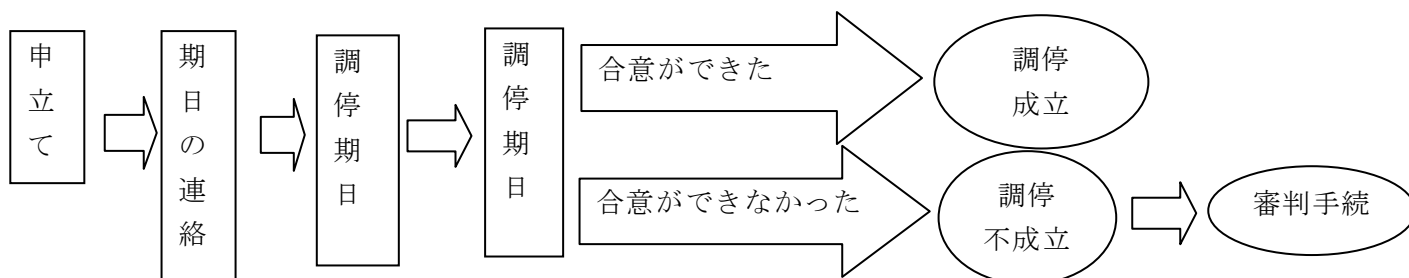 申立て
期日の連絡
調停期日
調停期日
合意ができた
調停
成立
合意ができなかった
調停
不成立
審判手続